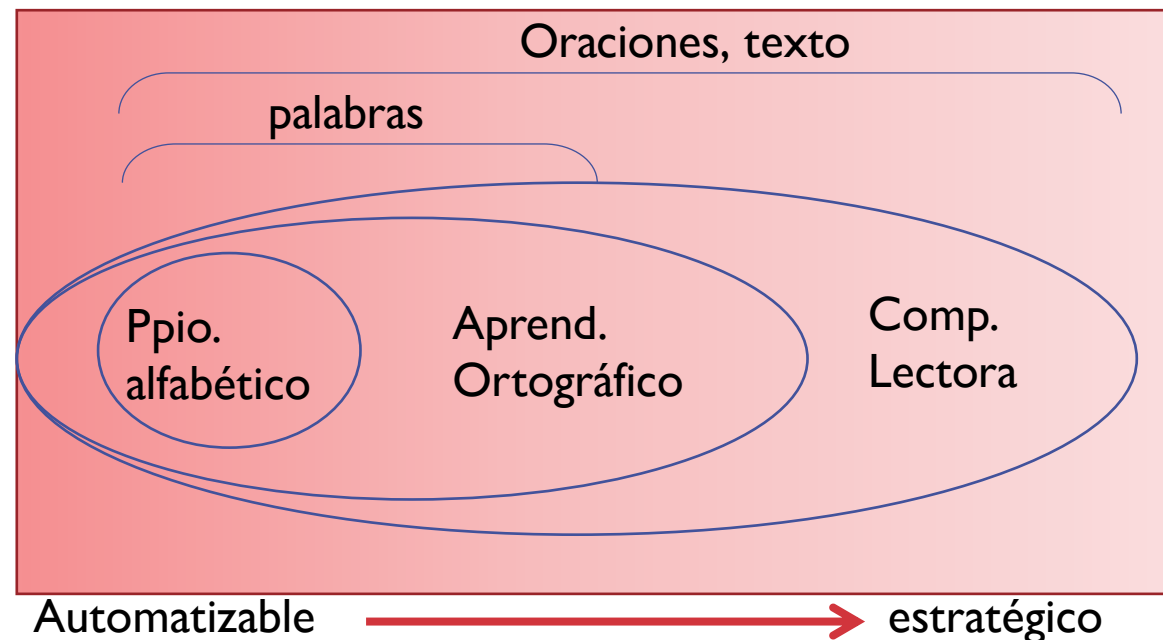 Oraciones, texto
palabras
Ppio.
alfabético
Aprend.
Ortográfico
Comp.
Lectora
Automatizable
estratégico